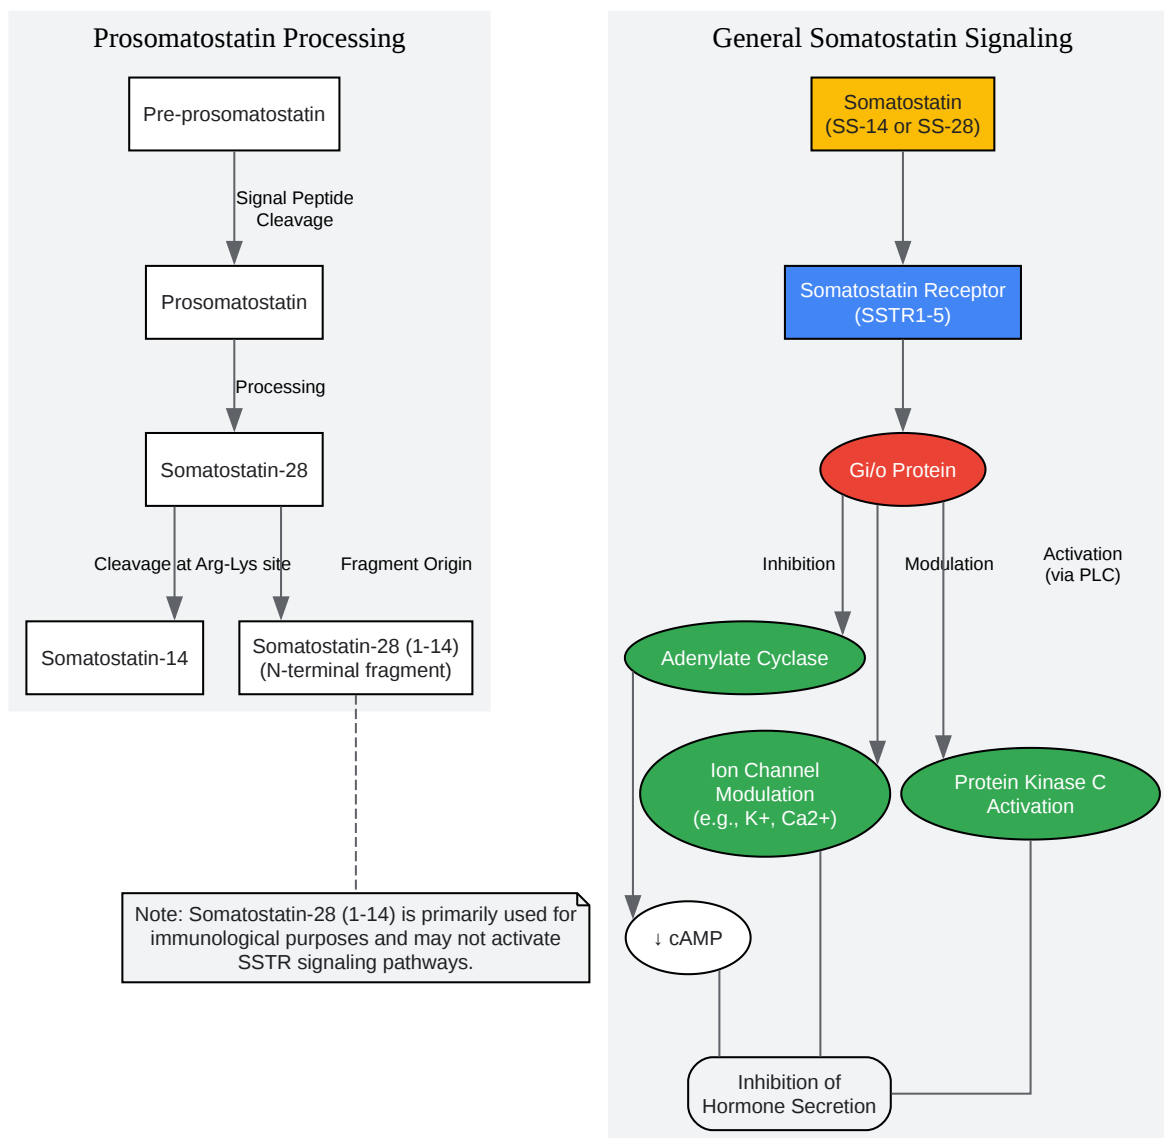 Prosomatostatin Processing
Pre-prosomatostatin
Signal Peptide
Cleavage
Prosomatostatin
Processing
Somatostatin-28
Cleavage at Arg-Lys site
Fragment Origin
Somatostatin-14
Somatostatin-28 (1-14)
(N-terminal fragment)
Note: Somatostatin-28 (1-14) is primarily used for
immunological purposes and may not activate
SSTR signaling pathways.
General Somatostatin Signaling
Somatostatin
(SS-14 or SS-28)
Somatostatin Receptor
(SSTR1-5)
Gi/o Protein
Inhibition
Modulation
Activation
(via PLC)
Adenylate Cyclase
Ion Channel
Modulation
(e.g., K+, Ca2+)
Protein Kinase C
Activation
↓ cAMP
Inhibition of
Hormone Secretion